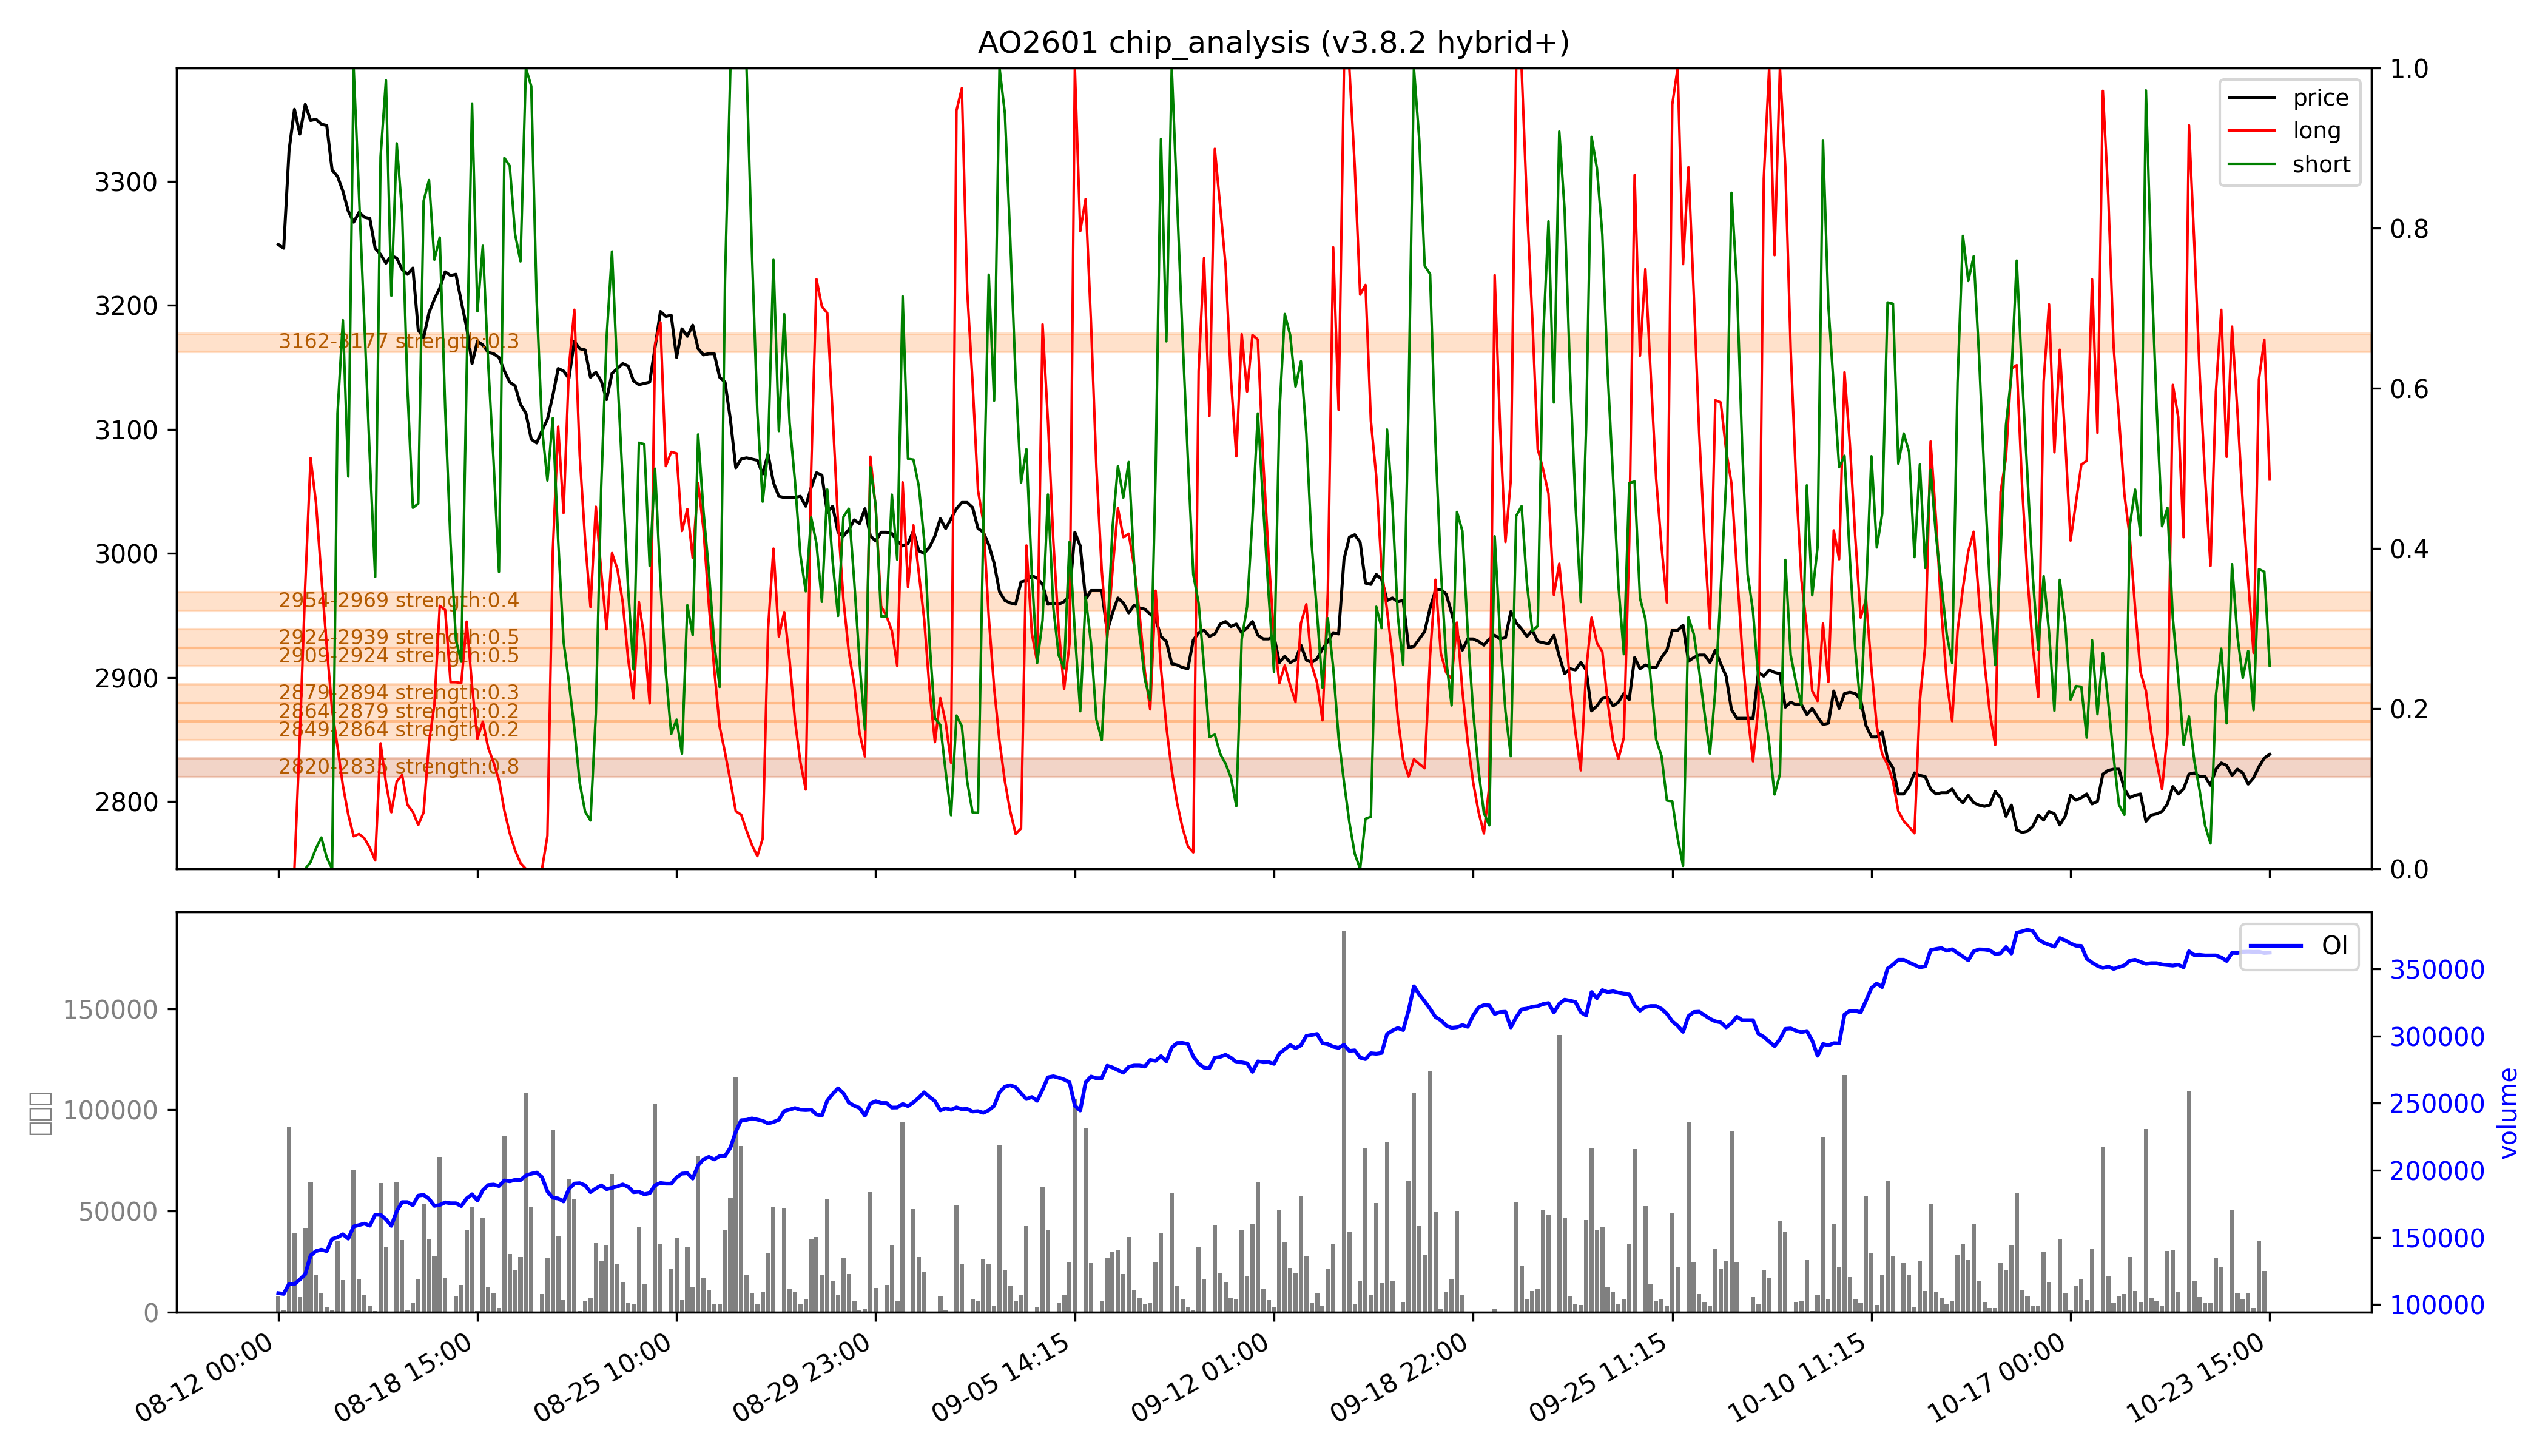 AO2601 chip_analysis (v3.8.2 hybrid+)
price
long
short
3300
3200
3100
3000
2900
2800
1.0
0.8
0.6
0.4
0.2
0.0
3162-3177 strength:0.3
2954-2969 strength:0.4
2924-2939 strength:0.5
2909-2924 strength:0.5
2879-2894 strength:0.3
2864-2879 strength:0.2
2849-2864 strength:0.2
2820-2835 strength:0.8
OI
150000
100000
50000
0
350000
300000
250000
200000
150000
100000
volume
08-12 00:00
08-18 15:00
08-25 10:00
08-29 23:00
09-05 14:15
09-12 01:00
09-18 22:00
09-25 11:15
10-10 11:15
10-17 00:00
10-23 15:00